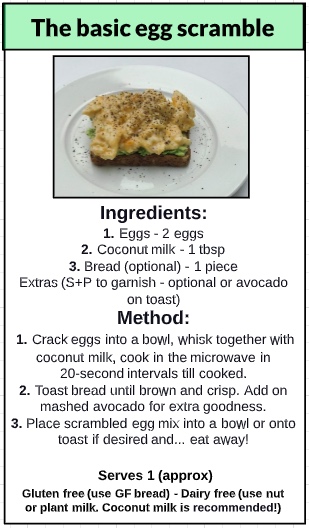 The basic egg scramble
Ingredients:
1. Eggs - 2 eggs
2. Coconut milk - 1 tbsp
3. Bread (optional) - 1 piece
Extras (S+P to garnish - optional or avocado
on toast)
Method:
1. Crack eggs into a bowl, whisk together with
coconut milk, cook in the microwave in
20-second intervals till cooked.
2. Toast bread until brown and crisp. Add on
mashed avocado for extra goodness.
3. Place scrambled egg mix into a bowl or onto
toast if desired and... eat away!
Serves 1 (approx)
Gluten free (use GF bread) - Dairy free (use nut
or plant milk. Coconut milk is recommended!)